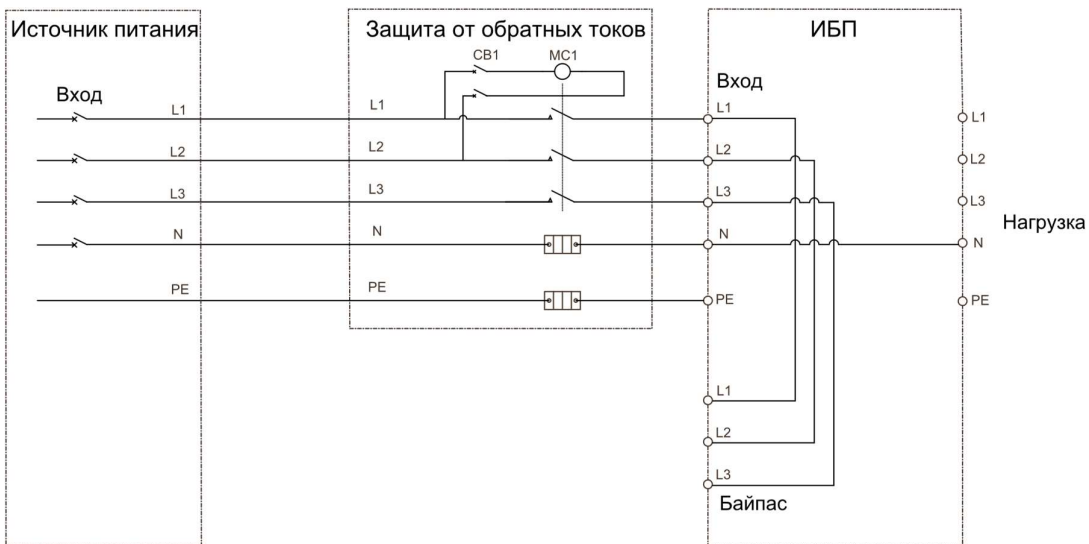 Источник питания
Защита от обратных токов
ИБП
CB1
MC1
Вход
Вход
L1
L1
L1
L1
L2
L2
L2
L2
L3
L3
L3
L3
Нагрузка
N
N
N
N
PE
PE
PE
PE
L1
L2
L3
Байпас